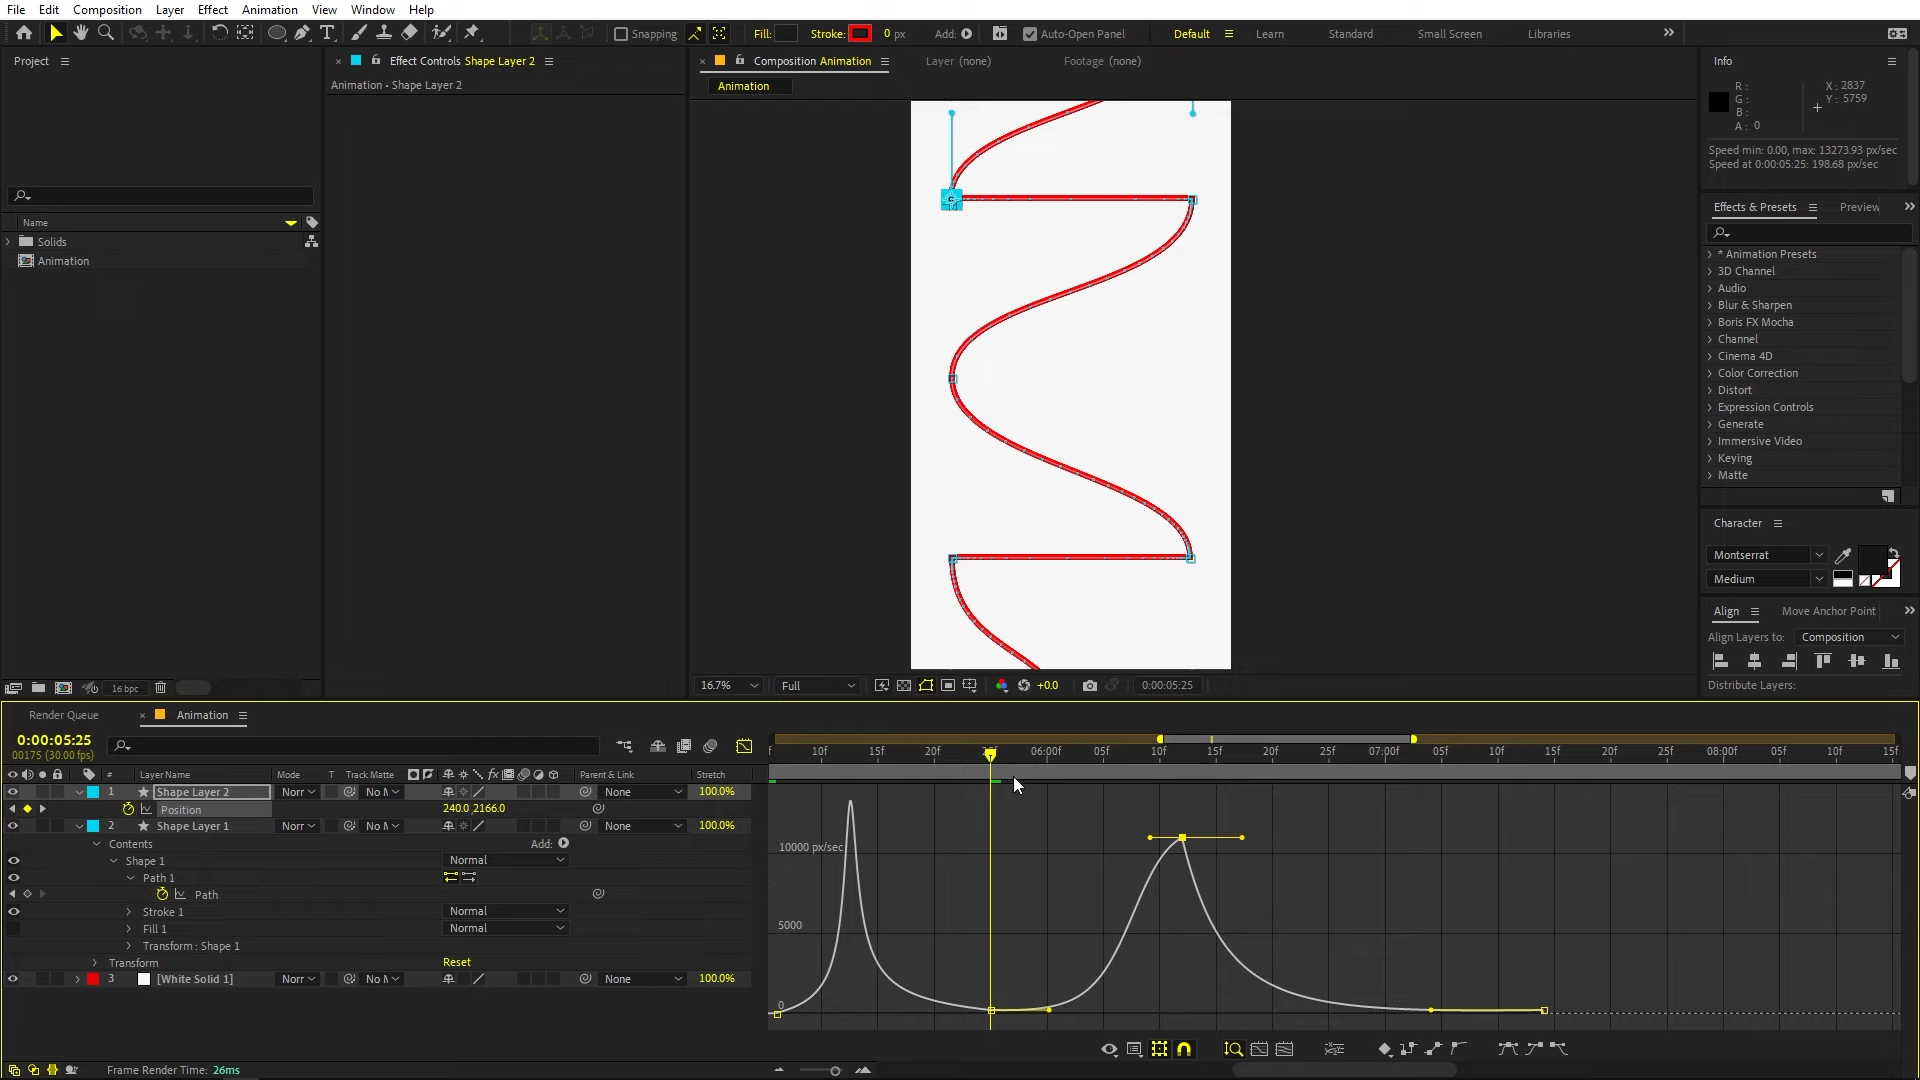 File Edit Composition Layer Effect Animation View Window Help
Snapping Fill: Stroke: 0 px Add: Auto-Open Panel Default Learn Standard Small Screen Libraries
Project
Effect Controls Shape Layer 2
Animation • Shape Layer 2
Composition Animation
Layer (none)
Footage (none)
Animation
Info
R :
G :
B :
A : 0
X : 2837
Y : 5759
Speed min: 0.00, max: 13273.93 px/sec
Speed at 0:00:05:25: 198.68 px/sec
Effects & Presets
Preview
* Animation Presets
3D Channel
Audio
Blur & Sharpen
Boris FX Mocha
Channel
Cinema 4D
Color Correction
Distort
Expression Controls
Generate
Immersive Video
Keying
Matte
Name
Solids
Animation
Character
Montserrat
Medium
Align
Move Anchor Point
Align Layers to: Composition
Distribute Layers:
16 bpc
16.7% Full +0.0 0:00:05:25
Render Queue
Animation
0:00:05:25
00175 (30.00 fps)
# Layer Name Mode T Track Matte Parent & Link Stretch
f 10f 15f 20f 06:00f 05f 10f 15f 20f 25f 07:00f 05f 10f 15f 20f 25f 08:00f 05f 10f 15f
1 Shape Layer 2 Norr No M None 100.0%
Position 240.0,2166.0
2 Shape Layer 1 Norr No M None 100.0%
Contents Add:
Shape 1 Normal
Path 1
Path
Stroke 1 Normal
Fill 1 Normal
Transform : Shape 1
Transform Reset
3 [White Solid 1] Norr No M None 100.0%
10000 px/sec
5000
0
Frame Render Time: 26ms